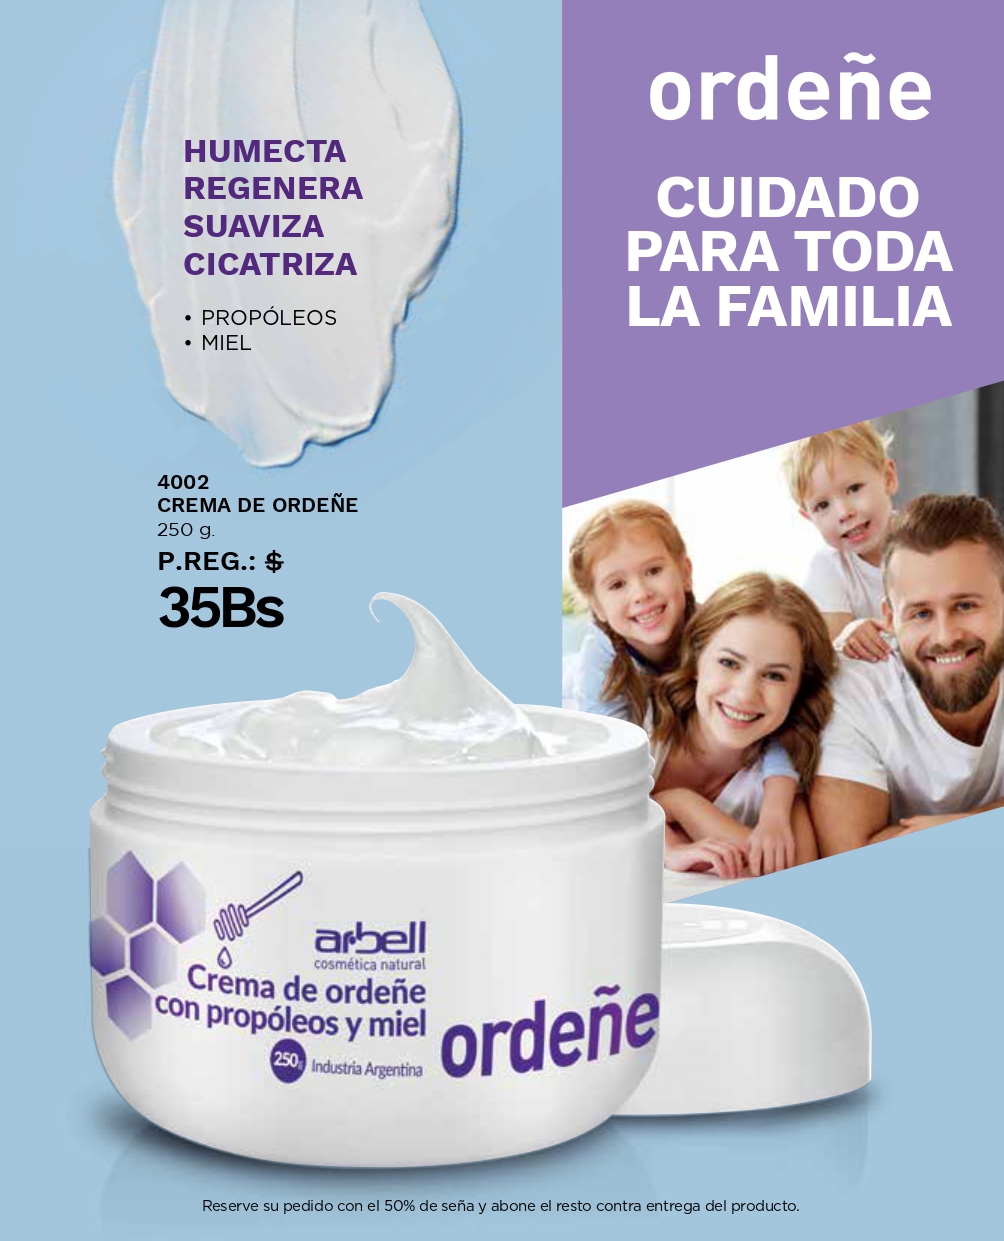 HUMECTA
REGENERA
SUAVIZA
CICATRIZA
• PROPÓLEOS
• MIEL
4002
CREMA DE ORDEÑE
250 g.
P.REG.: $
35Bs
ordeñe
CUIDADO
PARA TODA
LA FAMILIA
arbell
cosmética natural
Crema de ordeñe
con propóleos y miel
250g Industria Argentina
ordeñe
Reserve su pedido con el 50% de seña y abone el resto contra entrega del producto.